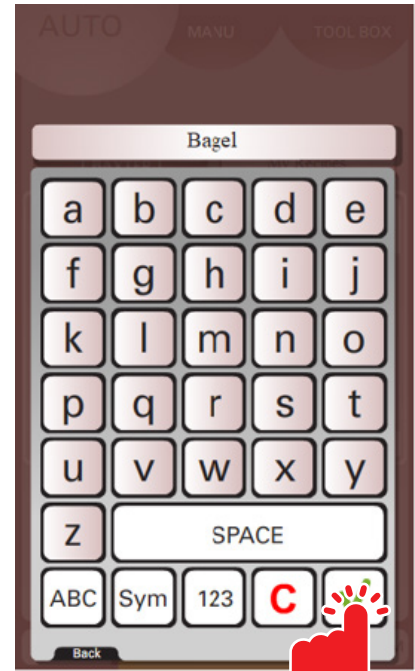 AUTO MANU TOOL BOX
Bagel
a b c d e
f g h i j
k l m n o
p q r s t
u v w x y
z SPACE
ABC Sym 123 C
Back